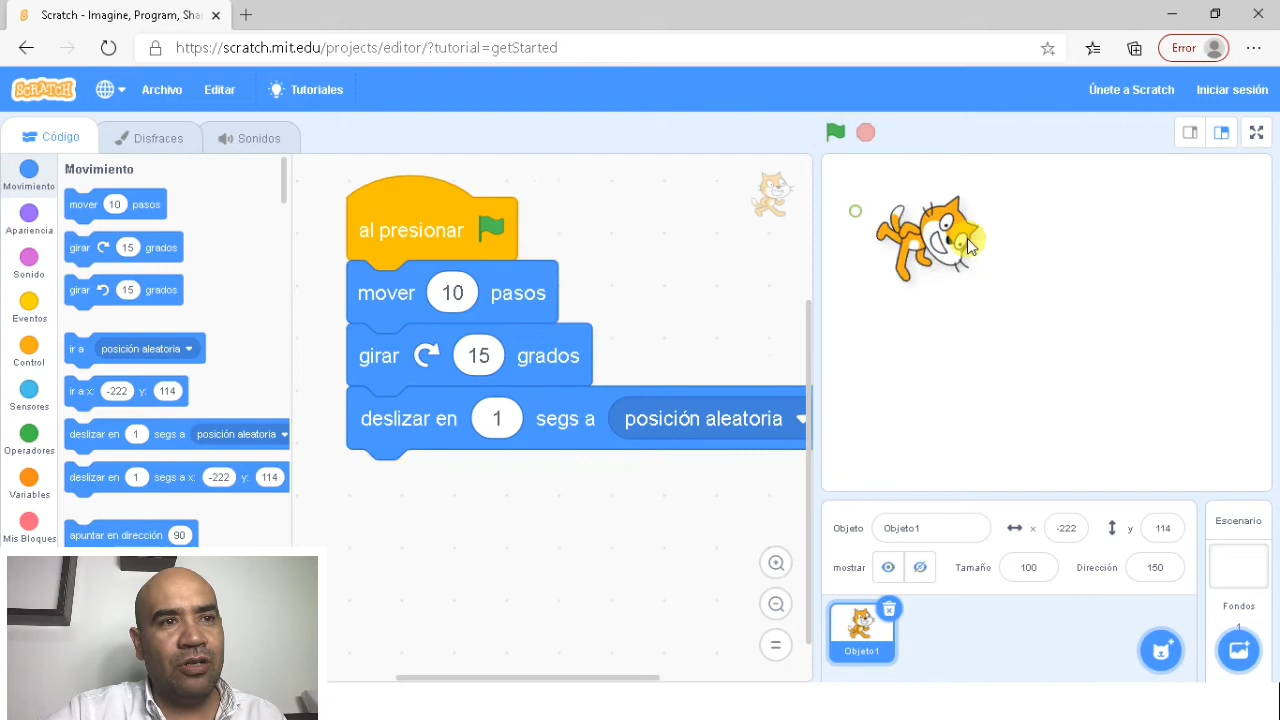 Scratch - Imagine, Program, Sha
https://scratch.mit.edu/projects/editor/?tutorial=getStarted
Error
SCRATCH
Archivo
Editar
Tutoriales
Únete a Scratch
Iniciar sesión
Código
Disfraces
Sonidos
Movimiento
Apariencia
Sonido
Eventos
Control
Sensores
Operadores
Variables
Mis Bloques
Movimiento
mover 10 pasos
girar 15 grados
girar 15 grados
ir a posición aleatoria
ir a x: -222 y: 114
deslizar en 1 segs a posición aleatoria
deslizar en 1 segs a x: -222 y: 114
apuntar en dirección 90
al presionar
mover 10 pasos
girar 15 grados
deslizar en 1 segs a posición aleatoria
Objeto Objeto1 x -222 y 114
mostrar Tamaño 100 Dirección 150
Objeto1
Escenario
Fondos
1